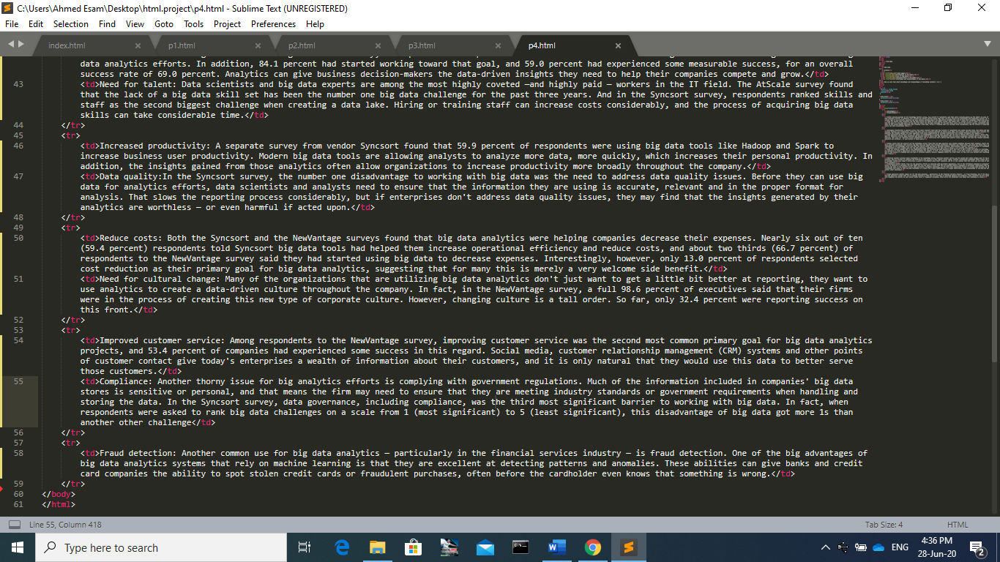 C:\Users\Ahmed Esam\Desktop\html.project\p4.html - Sublime Text (UNREGISTERED)
File Edit Selection Find View Goto Tools Project Preferences Help
index.html p1.html p2.html p3.html p4.html
data analytics efforts. In addition, 84.1 percent had started working toward that goal, and 59.0 percent had experienced some measurable success, for an overall
success rate of 69.0 percent. Analytics can give business decision-makers the data-driven insights they need to help their companies compete and grow.</td>
43 <td>Need for talent: Data scientists and big data experts are among the most highly coveted —and highly paid — workers in the IT field. The AtScale survey found
that the lack of a big data skill set has been the number one big data challenge for the past three years. And in the Syncsort survey, respondents ranked skills and
staff as the second biggest challenge when creating a data lake. Hiring or training staff can increase costs considerably, and the process of acquiring big data
skills can take considerable time.</td>
44 </tr>
45 <tr>
46 <td>Increased productivity: A separate survey from vendor Syncsort found that 59.9 percent of respondents were using big data tools like Hadoop and Spark to
increase business user productivity. Modern big data tools are allowing analysts to analyze more data, more quickly, which increases their personal productivity. In
addition, the insights gained from those analytics often allow organizations to increase productivity more broadly throughout the company.</td>
47 <td>Data quality:In the Syncsort survey, the number one disadvantage to working with big data was the need to address data quality issues. Before they can use big
data for analytics efforts, data scientists and analysts need to ensure that the information they are using is accurate, relevant and in the proper format for
analysis. That slows the reporting process considerably, but if enterprises don't address data quality issues, they may find that the insights generated by their
analytics are worthless — or even harmful if acted upon.</td>
48 </tr>
49 <tr>
50 <td>Reduce costs: Both the Syncsort and the NewVantage surveys found that big data analytics were helping companies decrease their expenses. Nearly six out of ten
(59.4 percent) respondents told Syncsort big data tools had helped them increase operational efficiency and reduce costs, and about two thirds (66.7 percent) of
respondents to the NewVantage survey said they had started using big data to decrease expenses. Interestingly, however, only 13.0 percent of respondents selected
cost reduction as their primary goal for big data analytics, suggesting that for many this is merely a very welcome side benefit.</td>
51 <td>Need for cultural change: Many of the organizations that are utilizing big data analytics don't just want to get a little bit better at reporting, they want to
use analytics to create a data-driven culture throughout the company. In fact, in the NewVantage survey, a full 98.6 percent of executives said that their firms
were in the process of creating this new type of corporate culture. However, changing culture is a tall order. So far, only 32.4 percent were reporting success on
this front.</td>
52 </tr>
53 <tr>
54 <td>Improved customer service: Among respondents to the NewVantage survey, improving customer service was the second most common primary goal for big data analytics
projects, and 53.4 percent of companies had experienced some success in this regard. Social media, customer relationship management (CRM) systems and other points
of customer contact give today's enterprises a wealth of information about their customers, and it is only natural that they would use this data to better serve
those customers.</td>
55 <td>Compliance: Another thorny issue for big analytics efforts is complying with government regulations. Much of the information included in companies' big data
stores is sensitive or personal, and that means the firm may need to ensure that they are meeting industry standards or government requirements when handling and
storing the data. In the Syncsort survey, data governance, including compliance, was the third most significant barrier to working with big data. In fact, when
respondents were asked to rank big data challenges on a scale from 1 (most significant) to 5 (least significant), this disadvantage of big data got more 1s than
another other challenge</td>
56 </tr>
57 <tr>
58 <td>Fraud detection: Another common use for big data analytics — particularly in the financial services industry — is fraud detection. One of the big advantages of
big data analytics systems that rely on machine learning is that they are excellent at detecting patterns and anomalies. These abilities can give banks and credit
card companies the ability to spot stolen credit cards or fraudulent purchases, often before the cardholder even knows that something is wrong.</td>
59 </tr>
60 </body>
61 </html>
Line 55, Column 418 Tab Size: 4 HTML
Type here to search
ENG
4:36 PM
28-Jun-20
2